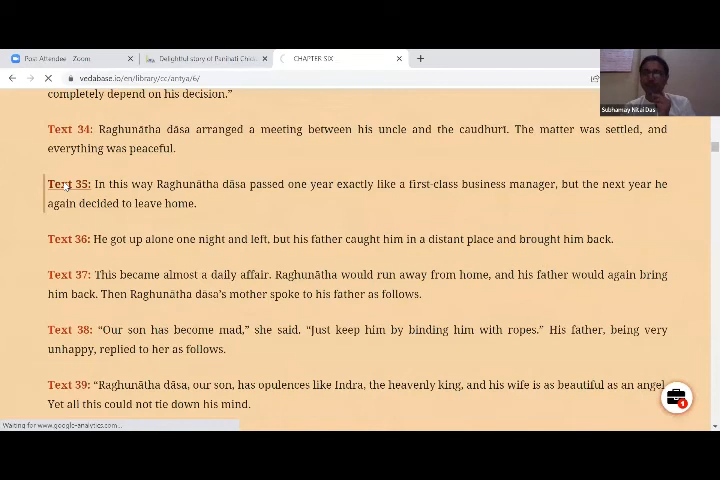 Post Attendee - Zoom
Delightful story of Panihati Chid
CHAPTER SIX
vedabase.io/en/library/cc/antya/6/
Subhamay Nitai Das
completely depend on his decision.”
Text 34: Raghunātha dāsa arranged a meeting between his uncle and the caudhurī. The matter was settled, and
everything was peaceful.
Text 35: In this way Raghunātha dāsa passed one year exactly like a first-class business manager, but the next year he
again decided to leave home.
Text 36: He got up alone one night and left, but his father caught him in a distant place and brought him back.
Text 37: This became almost a daily affair. Raghunātha would run away from home, and his father would again bring
him back. Then Raghunātha dāsa’s mother spoke to his father as follows.
Text 38: “Our son has become mad,” she said. “Just keep him by binding him with ropes.” His father, being very
unhappy, replied to her as follows.
Text 39: “Raghunātha dāsa, our son, has opulences like Indra, the heavenly king, and his wife is as beautiful as an angel.
Yet all this could not tie down his mind.
1
Waiting for www.google-analytics.com...